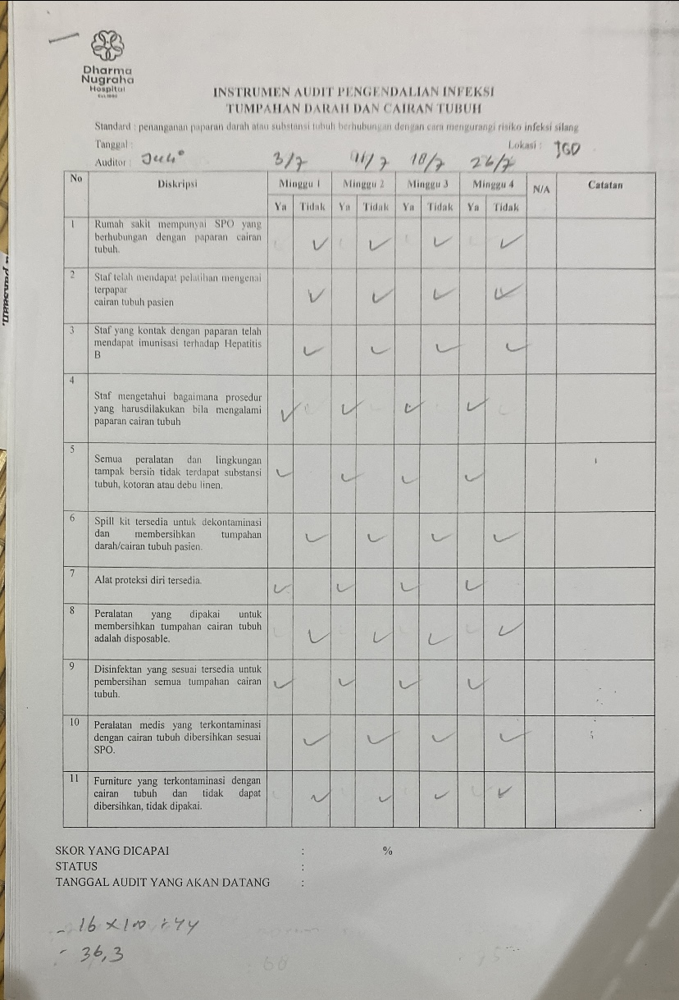 Dharma
Nugraha
Hospital
Est. 1996
INSTRUMEN AUDIT PENGENDALIAN INFEKSI
TUMPAHAN DARAH DAN CAIRAN TUBUH
Standard : penanganan paparan darah atau substansi tubuh berhubungan dengan cara mengurangi risiko infeksi silang
Tanggal :
Lokasi : IGD
Auditor : Juli
3/7 11/7 18/7 26/7
No Diskripsi Minggu 1 Minggu 2 Minggu 3 Minggu 4 N/A Catatan
Ya Tidak Ya Tidak Ya Tidak Ya Tidak
1 Rumah sakit mempunyai SPO yang
berhubungan dengan paparan cairan
tubuh.
✓ ✓ ✓ ✓
2 Staf telah mendapat pelatihan mengenai
terpapar
cairan tubuh pasien
✓ ✓ ✓ ✓
3 Staf yang kontak dengan paparan telah
mendapat imunisasi terhadap Hepatitis
B
✓ ✓ ✓ ✓
4
Staf mengetahui bagaimana prosedur
yang harusdilakukan bila mengalami
paparan cairan tubuh
✓ ✓ ✓ ✓
5
Semua peralatan dan lingkungan
tampak bersih tidak terdapat substansi
tubuh, kotoran atau debu linen.
✓ ✓ ✓ ✓
6 Spill kit tersedia untuk dekontaminasi
dan membersihkan tumpahan
darah/cairan tubuh pasien.
✓ ✓ ✓ ✓
7 Alat proteksi diri tersedia.
✓ ✓ ✓ ✓
8 Peralatan yang dipakai untuk
membersihkan tumpahan cairan tubuh
adalah disposable.
✓ ✓ ✓ ✓
9 Disinfektan yang sesuai tersedia untuk
pembersihan semua tumpahan cairan
tubuh.
✓ ✓ ✓ ✓
10 Peralatan medis yang terkontaminasi
dengan cairan tubuh dibersihkan sesuai
SPO.
✓ ✓ ✓ ✓
11 Furniture yang terkontaminasi dengan
cairan tubuh dan tidak dapat
dibersihkan, tidak dipakai.
✓ ✓ ✓ ✓
SKOR YANG DICAPAI : %
STATUS :
TANGGAL AUDIT YANG AKAN DATANG :
- 16 x 100 : 44
- 36,3